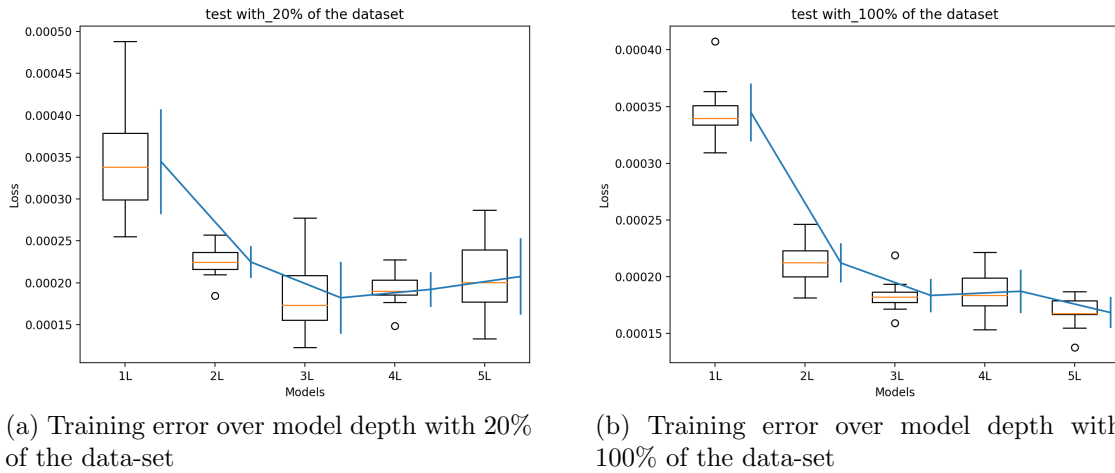 test with_20% of the dataset
0.00050
0.00045
0.00040
0.00035
0.00030
0.00025
0.00020
0.00015
Loss
1L 2L 3L 4L 5L
Models
(a) Training error over model depth with 20%
of the data-set
test with_100% of the dataset
0.00040
0.00035
0.00030
0.00025
0.00020
0.00015
Loss
1L 2L 3L 4L 5L
Models
(b) Training error over model depth with
100% of the data-set